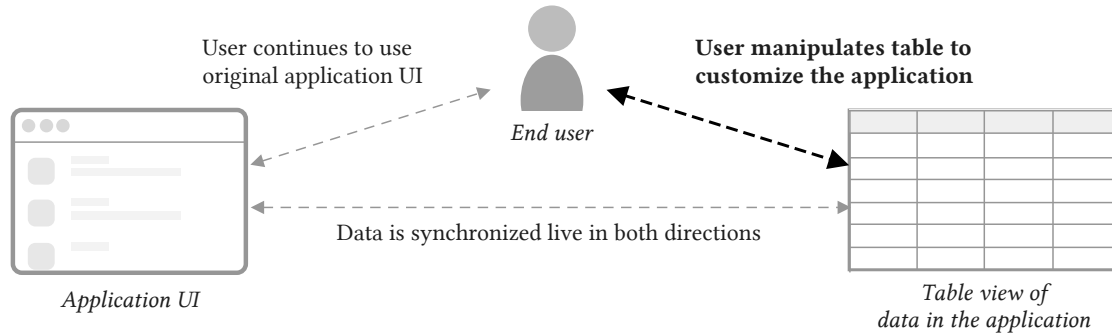 User continues to use
original application UI
User manipulates table to
customize the application
End user
Data is synchronized live in both directions
Application UI
Table view of
data in the application